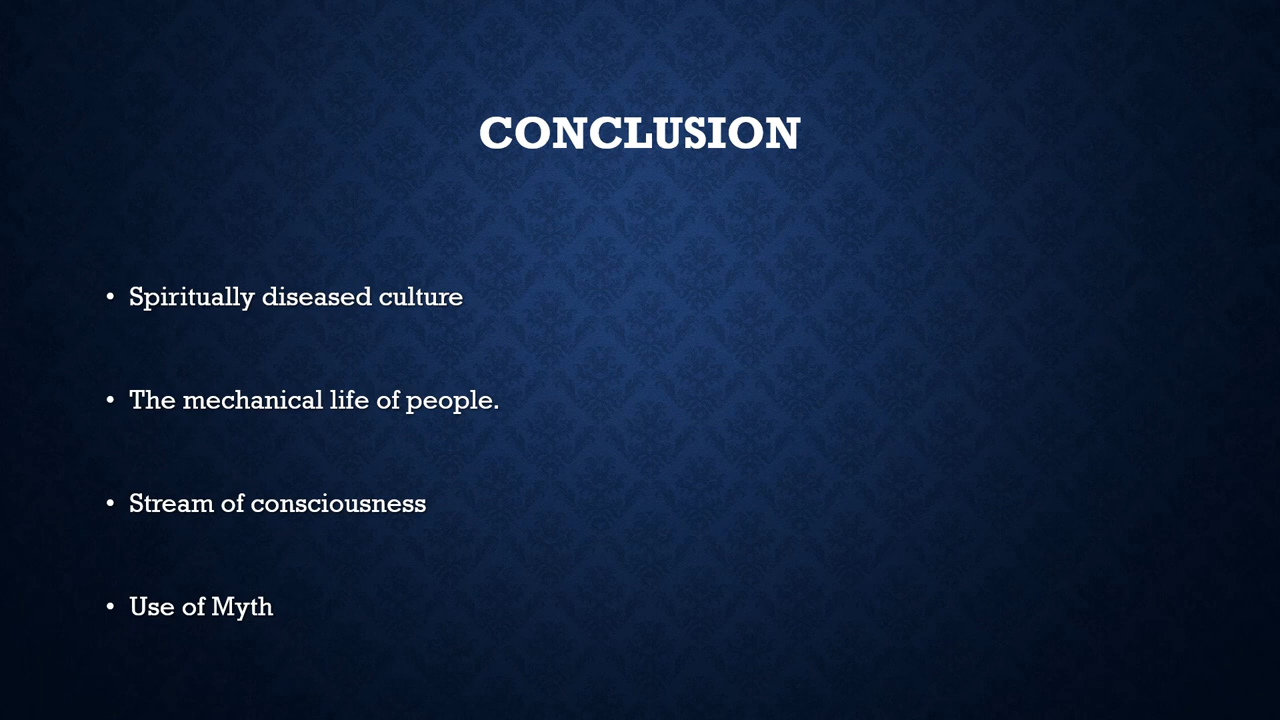 CONCLUSION
• Spiritually diseased culture
• The mechanical life of people.
• Stream of consciousness
• Use of Myth